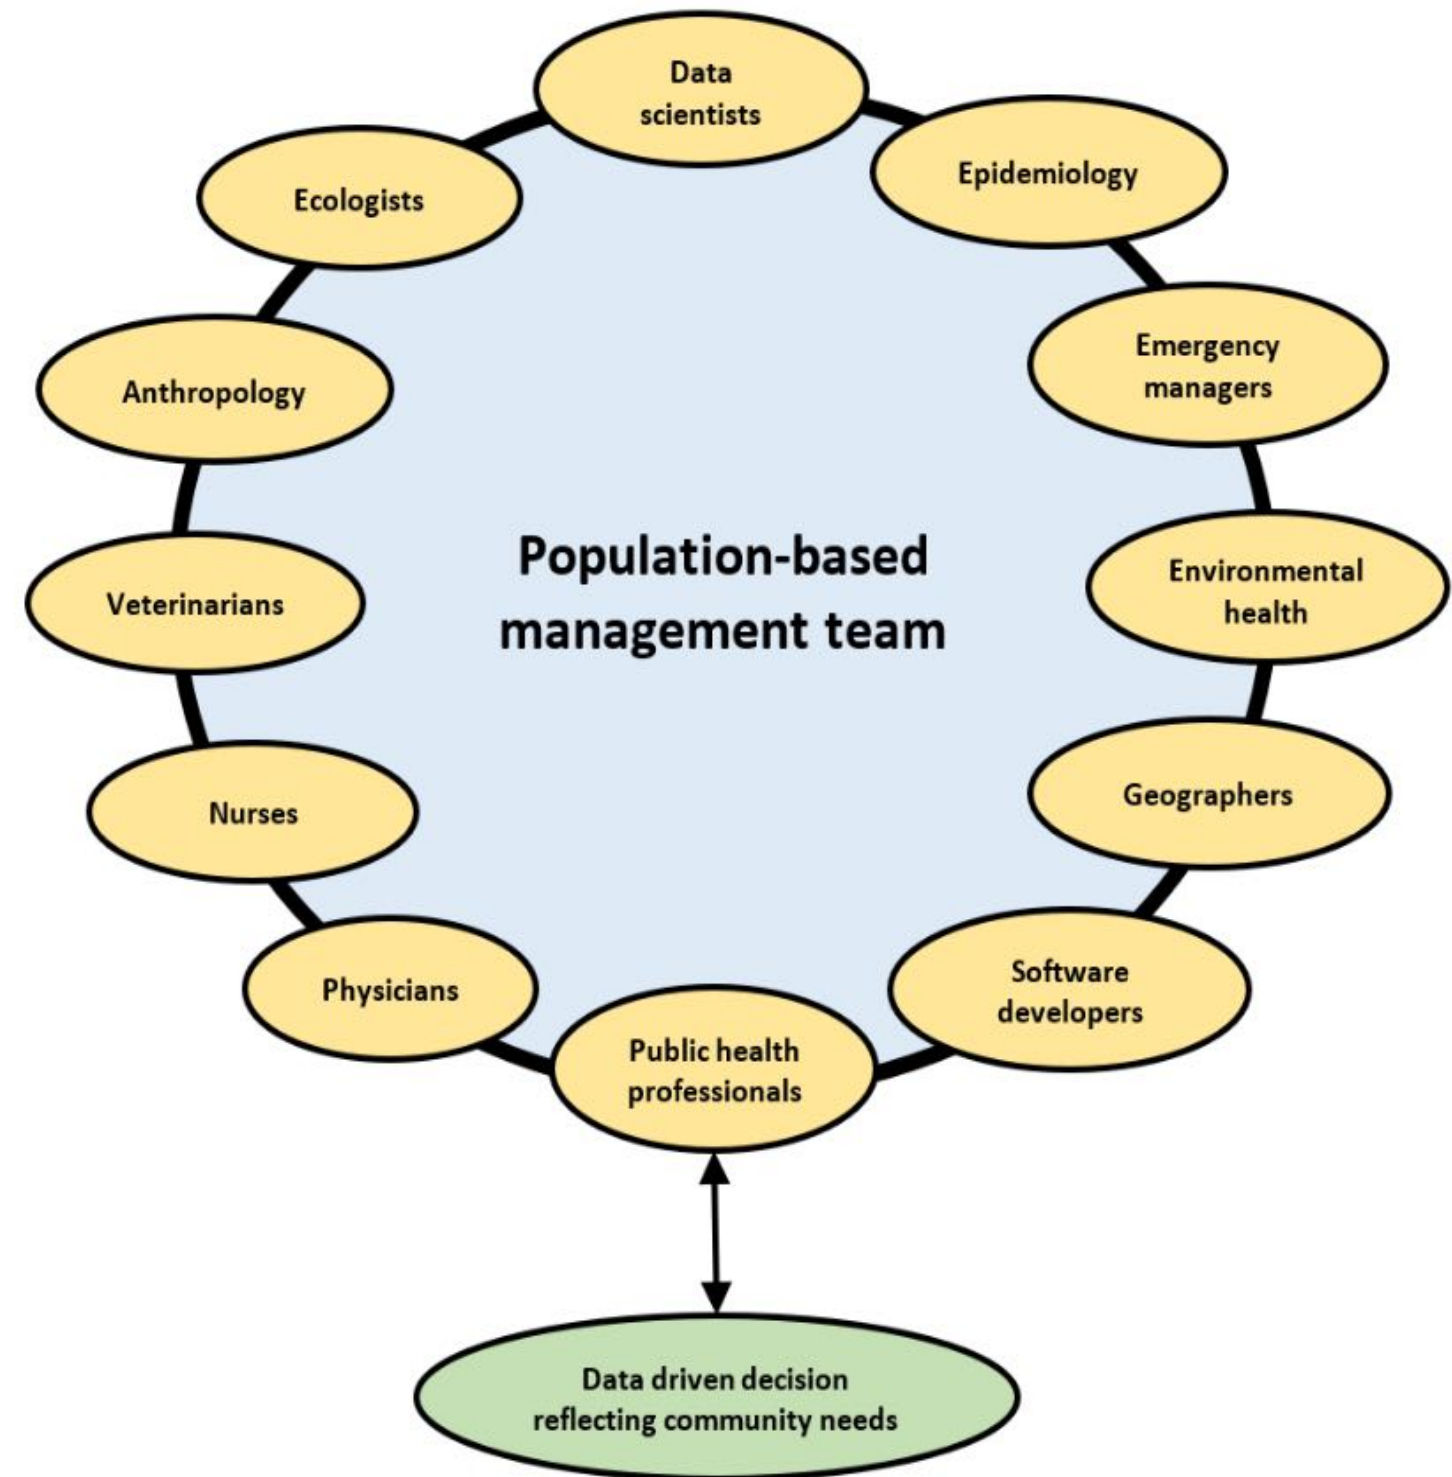 Data
scientists
Epidemiology
Ecologists
Emergency
managers
Anthropology
Environmental
health
Population-based
management team
Veterinarians
Geographers
Nurses
Software
developers
Physicians
Public health
professionals
Data driven decision
reflecting community needs